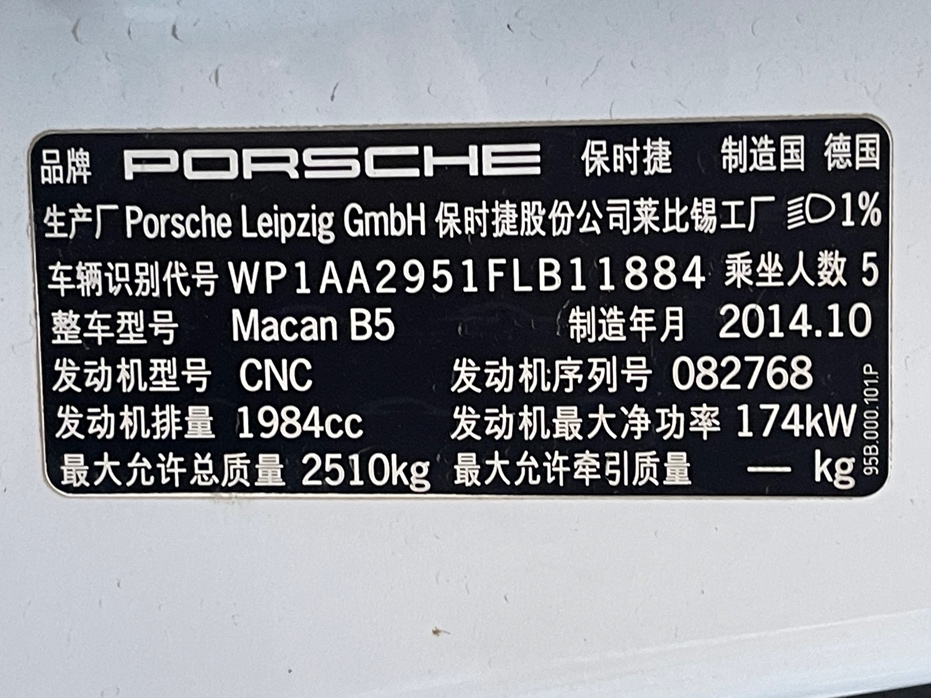 品牌 PORSCHE 保时捷 制造国 德国
生产厂 Porsche Leipzig GmbH 保时捷股份公司莱比锡工厂 1%
车辆识别代号 WP1AA2951FLB11884 乘坐人数 5
整车型号 Macan B5 制造年月 2014.10
发动机型号 CNC 发动机序列号 082768
发动机排量 1984cc 发动机最大净功率 174kW
最大允许总质量 2510kg 最大允许牵引质量 — kg
95B.000.101.P